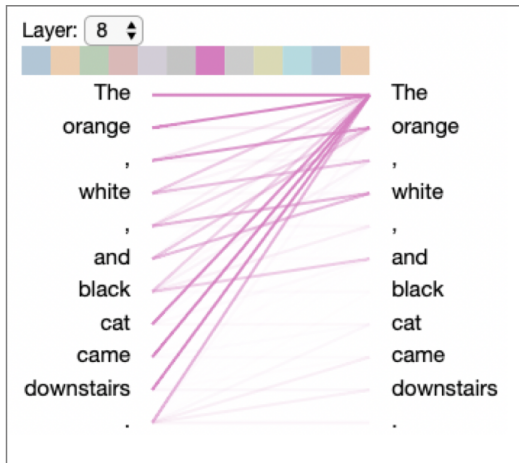 Layer: 8
The The
orange orange
, ,
white white
, ,
and and
black black
cat cat
came came
downstairs downstairs
. .